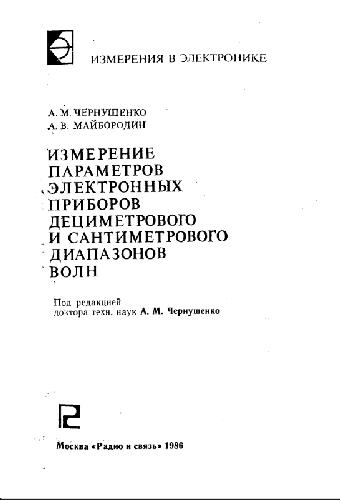 ИЗМЕРЕНИЯ В ЭЛЕКТРОНИКЕ
А. М. ЧЕРНУШЕНКО
А. В. МАЙБОРОДИН
ИЗМЕРЕНИЕ
ПАРАМЕТРОВ
ЭЛЕКТРОННЫХ
ПРИБОРОВ
ДЕЦИМЕТРОВОГО
И САНТИМЕТРОВОГО
ДИАПАЗОНОВ
ВОЛН
Под редакцией
доктора техн. наук А. М. Чернушенко
Москва «Радио и связь» 1986